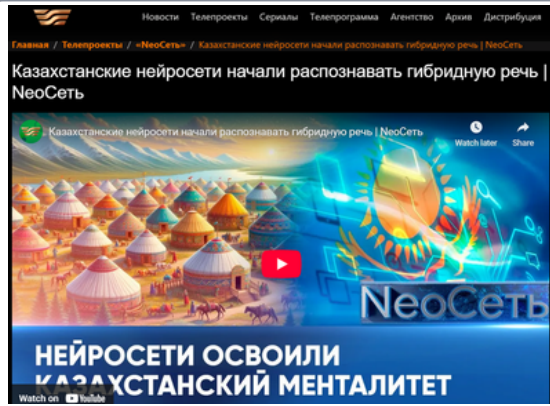 Новости Телепроекты Сериалы Телепрограмма Агентство Архив Дистрибуция
Главная / Телепроекты / «NeoСеть» / Казахстанские нейросети начали распознавать гибридную речь | NeoСеть
Казахстанские нейросети начали распознавать гибридную речь |
NeoСеть
Казахстанские нейросети начали распознавать гибридную речь | NeoСеть
Watch later Share
NeoСеть
НЕЙРОСЕТИ ОСВОИЛИ
КАЗАХСТАНСКИЙ МЕНТАЛИТЕТ
Watch on YouTube